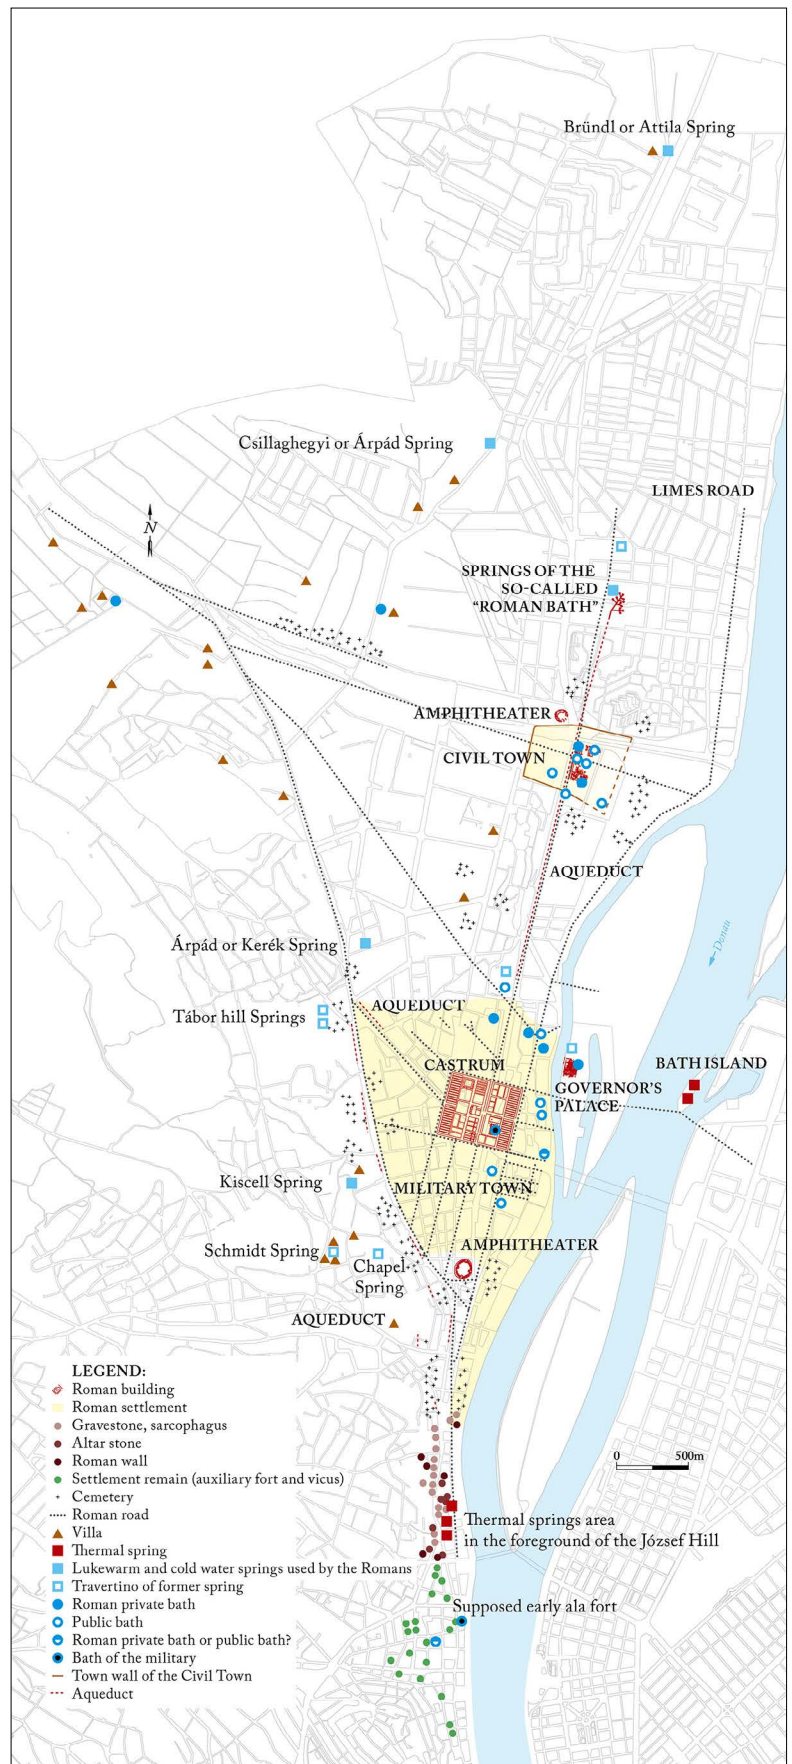 Bründl or Attila Spring
Csillaghegyi or Árpád Spring
LIMES ROAD
N
SPRINGS OF THE
SO-CALLED
“ROMAN BATH”
AMPHITHEATER
CIVIL TOWN
AQUEDUCT
Danau
Árpád or Kerék Spring
AQUEDUCT
Tábor hill Springs
CASTRUM
BATH ISLAND
GOVERNOR’S
PALACE
Kiscell Spring
MILITARY TOWN
Schmidt Spring
AMPHITHEATER
Chapel
Spring
AQUEDUCT
LEGEND:
Roman building
Roman settlement
Gravestone, sarcophagus
Altar stone
Roman wall
Settlement remain (auxiliary fort and vicus)
Cemetery
Roman road
Villa
Thermal spring
Lukewarm and cold water springs used by the Romans
Travertino of former spring
Roman private bath
Public bath
Roman private bath or public bath?
Bath of the military
Town wall of the Civil Town
Aqueduct
0 500m
Thermal springs area
in the foreground of the József Hill
Supposed early ala fort